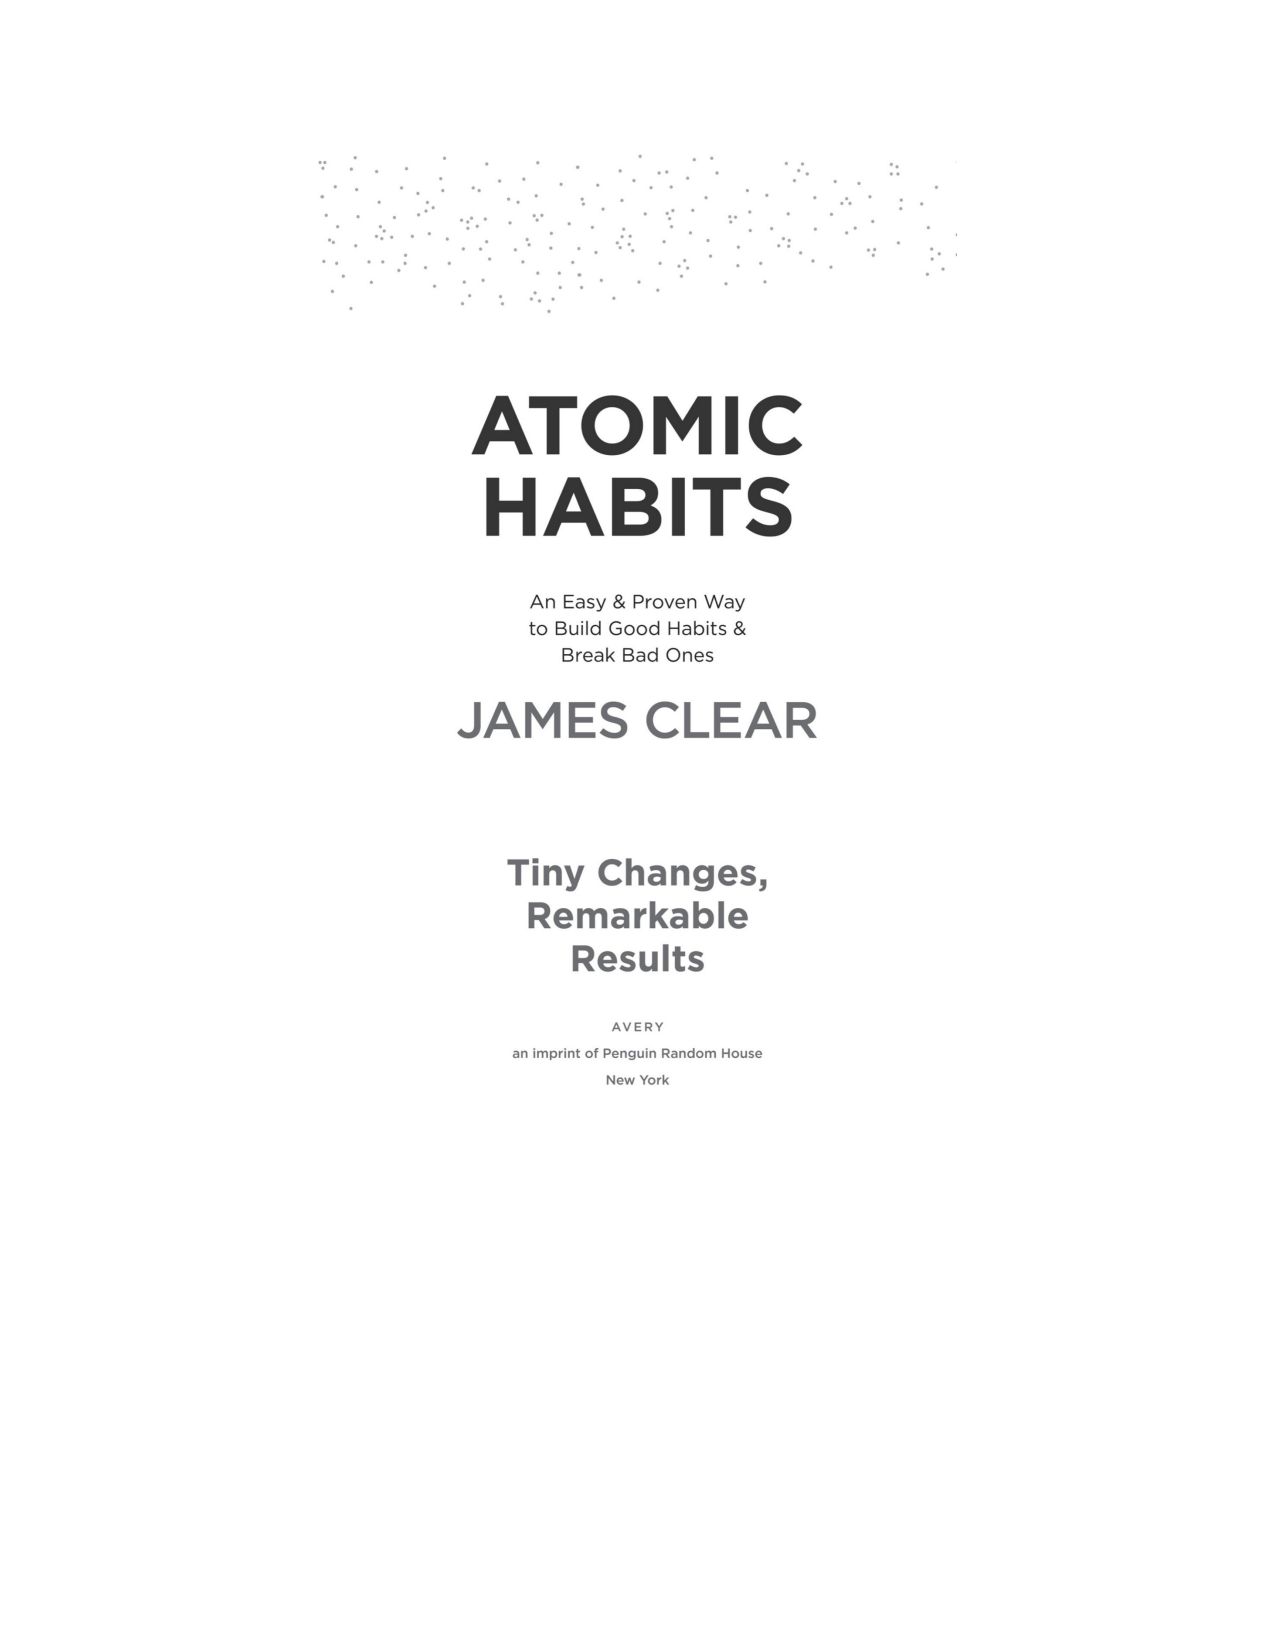 ATOMIC
HABITS
An Easy & Proven Way
to Build Good Habits &
Break Bad Ones
JAMES CLEAR
Tiny Changes,
Remarkable
Results
AVERY
an imprint of Penguin Random House
New York